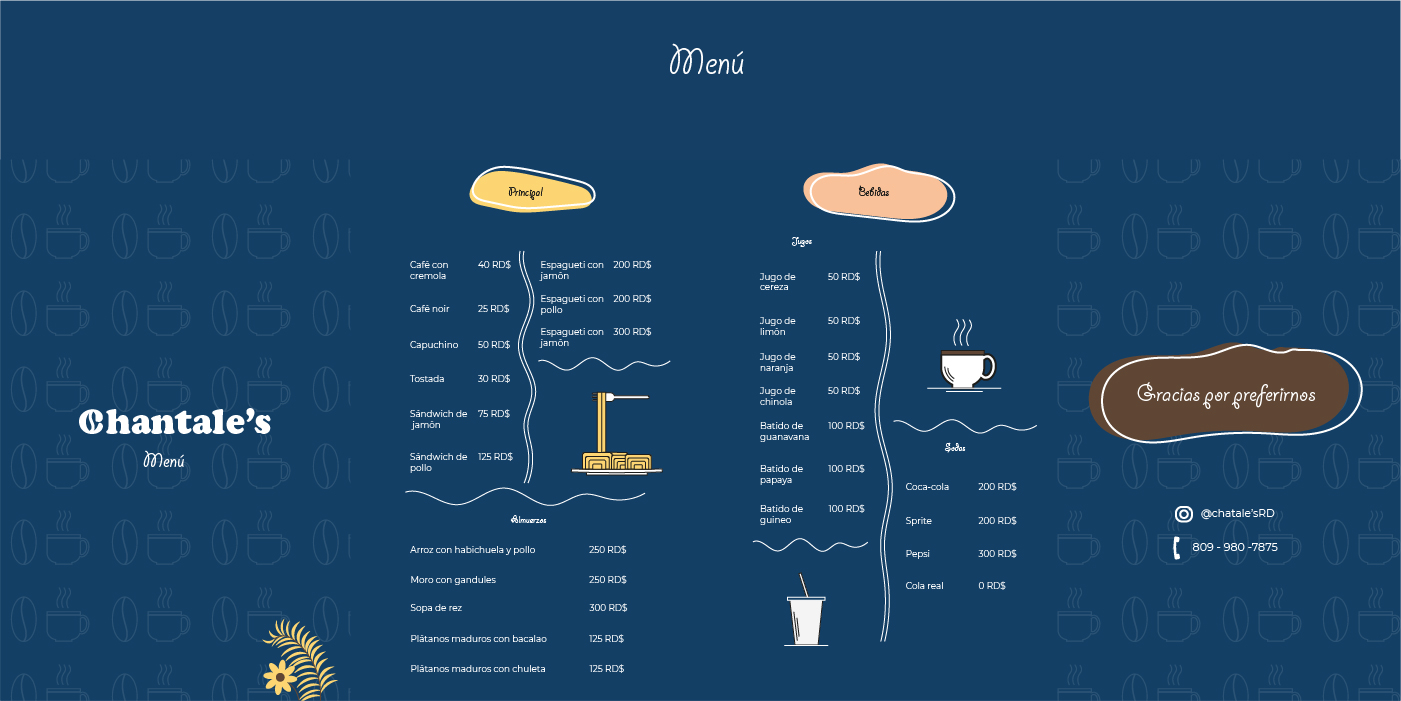 Menú
Chantale's
Menú
Principal
Café con
cremola
40 RD$
Café noir
25 RD$
Capuchino
50 RD$
Tostada
30 RD$
Sándwich de
jamón
75 RD$
Sándwich de
pollo
125 RD$
Espagueti con
jamón
200 RD$
Espagueti con
pollo
200 RD$
Espagueti con
jamón
300 RD$
Almuerzos
Arroz con habichuela y pollo 250 RD$
Moro con gandules 250 RD$
Sopa de rez 300 RD$
Plátanos maduros con bacalao 125 RD$
Plátanos maduros con chuleta 125 RD$
Bebidas
Jugos
Jugo de
cereza
50 RD$
Jugo de
limón
50 RD$
Jugo de
naranja
50 RD$
Jugo de
chinola
50 RD$
Batido de
guanavana
100 RD$
Batido de
papaya
100 RD$
Batido de
guineo
100 RD$
Sodas
Coca-cola 200 RD$
Sprite 200 RD$
Pepsi 300 RD$
Cola real 0 RD$
Gracias por preferirnos
@chatale'sRD
809 - 980 -7875